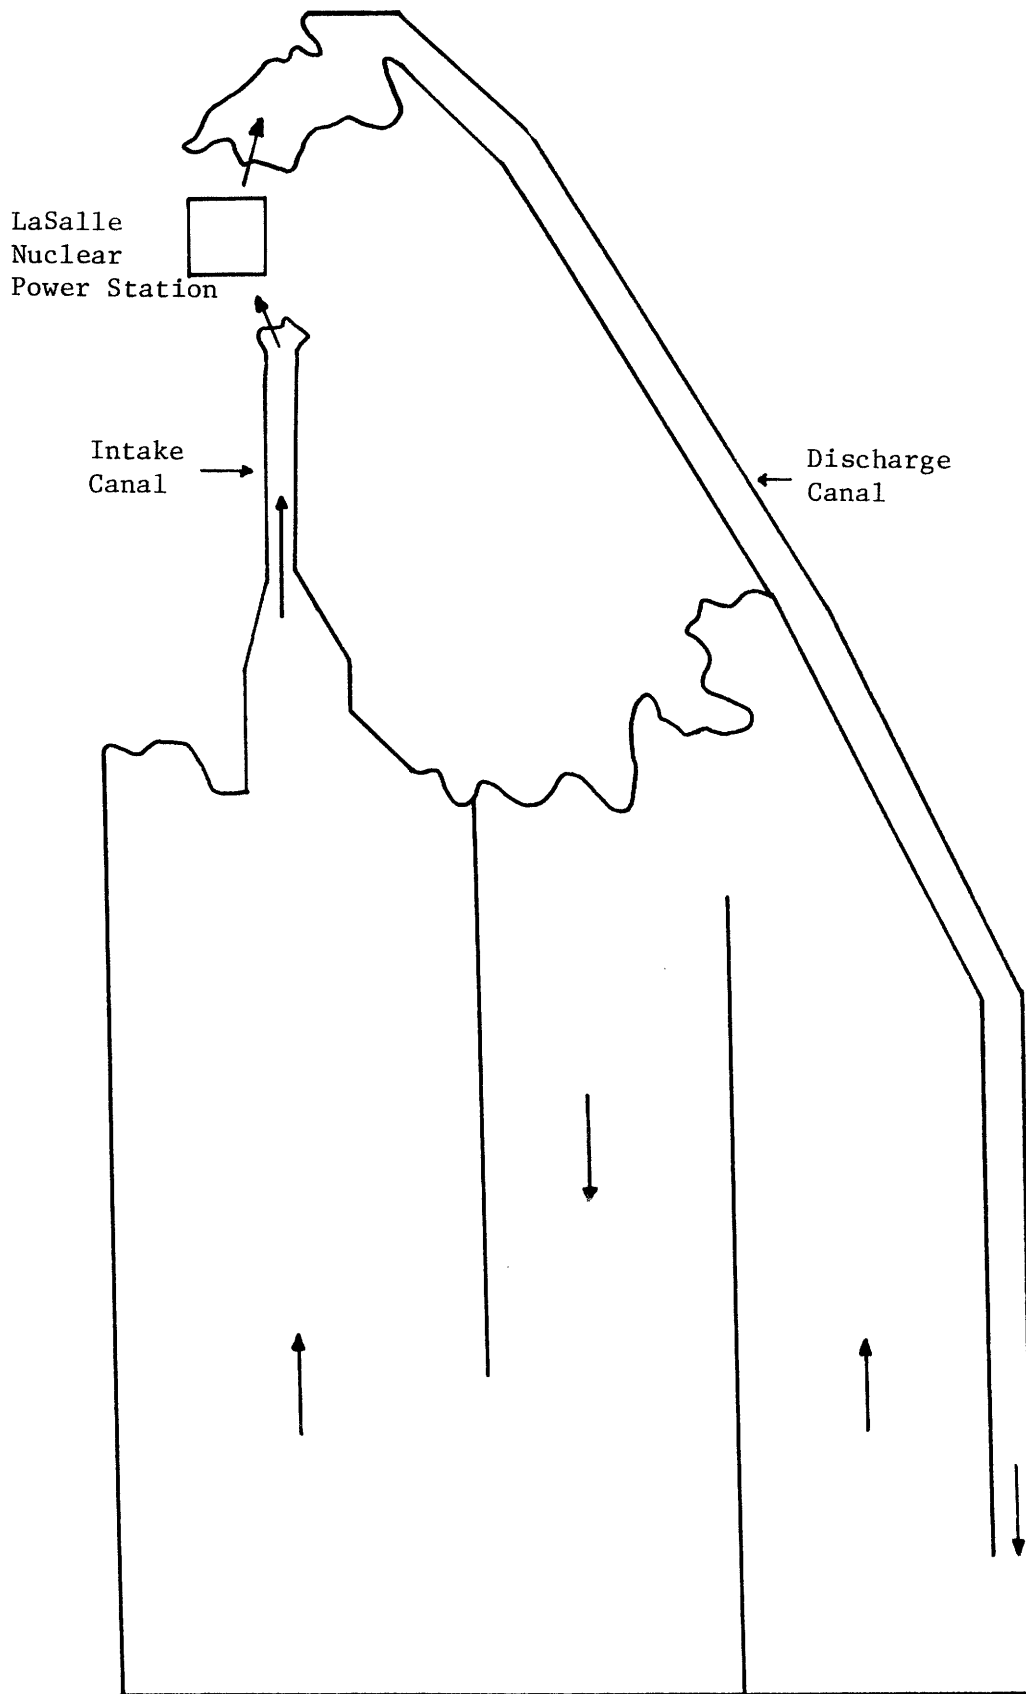 LaSalle
Nuclear
Power Station
Intake
Canal
Discharge
Canal